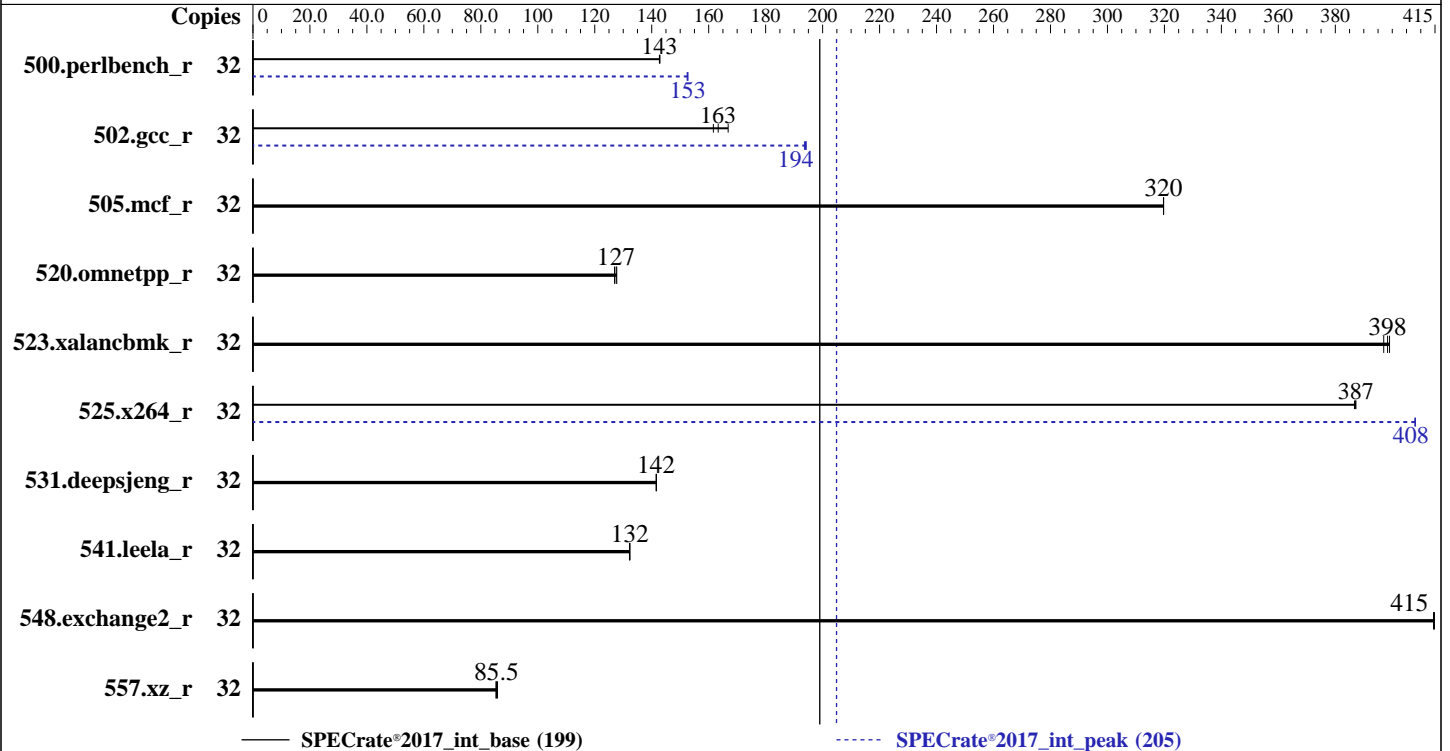 Copies 0 20.0 40.0 60.0 80.0 100 120 140 160 180 200 220 240 260 280 300 320 340 360 380 415
500.perlbench_r 32 143
153
502.gcc_r 32 163
194
505.mcf_r 32 320
520.omnetpp_r 32 127
523.xalancbmk_r 32 398
525.x264_r 32 387
408
531.deepsjeng_r 32 142
541.leela_r 32 132
548.exchange2_r 32 415
557.xz_r 32 85.5
SPECrate®2017_int_base (199) SPECrate®2017_int_peak (205)